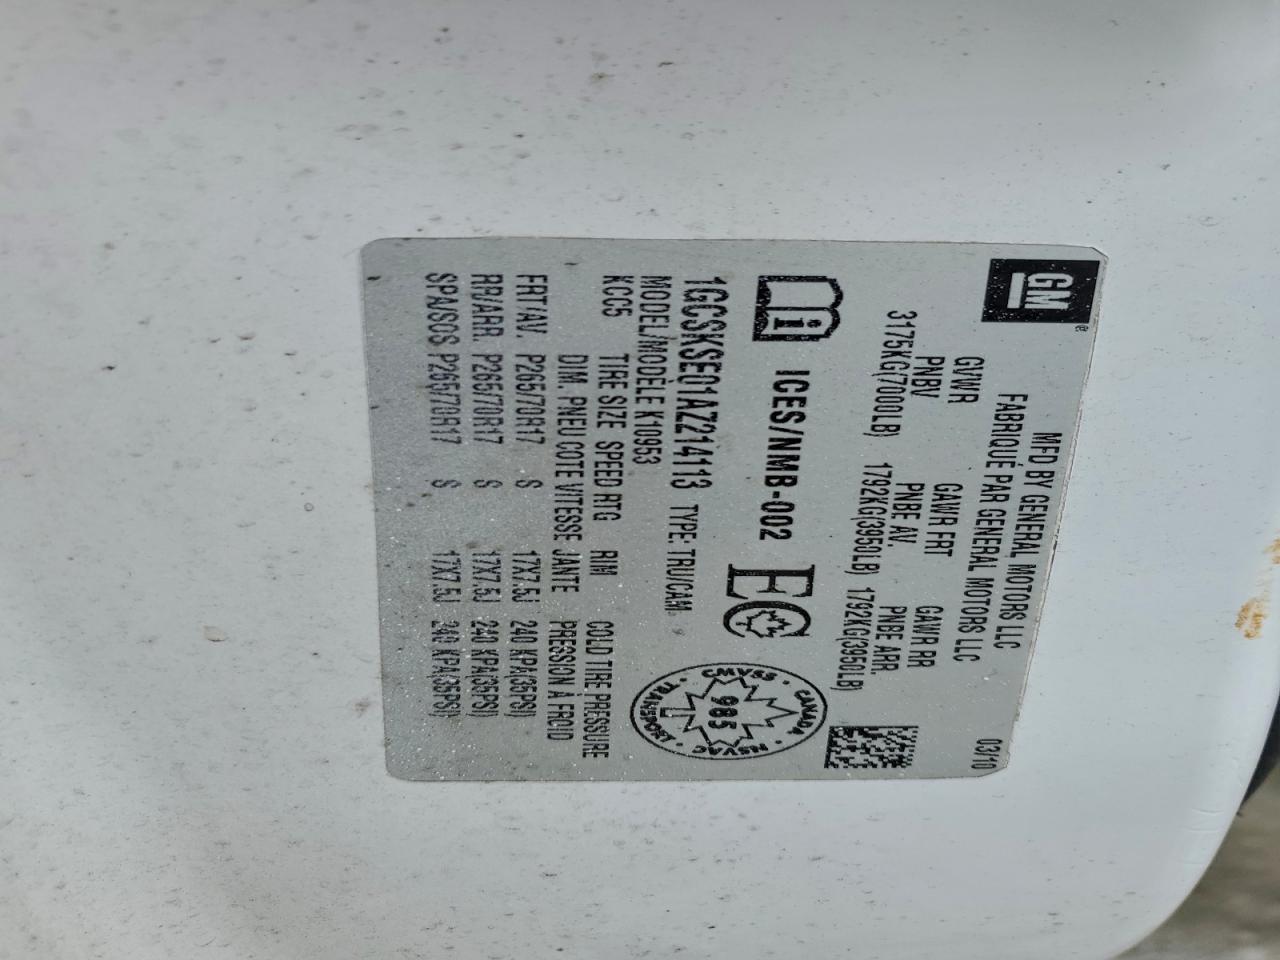 GM
®
MFD BY GENERAL MOTORS LLC
FABRIQUÉ PAR GENERAL MOTORS LLC
03/10
GVWR GAWR FRT GAWR RR
PNBV PNBE AV. PNBE ARR.
3175KG(7000LB) 1792KG(3950LB) 1792KG(3950LB)
i ICES/NMB-002 EC
1GCSKSE01AZ214113 TYPE: TRU/CAM
CANADA · CMVSS · TRANSPORT · NSVAC
985
MODEL/MODÈLE K10953
KCC5 TIRE SIZE SPEED RTG RIM COLD TIRE PRESSURE
DIM. PNEU COTE VITESSE JANTE PRESSION À FROID
FRT/AV. P265/70R17 S 17X7.5J 240 KPA(35PSI)
RR/ARR. P265/70R17 S 17X7.5J 240 KPA(35PSI)
SPA/SOS P265/70R17 S 17X7.5J 240 KPA(35PSI)